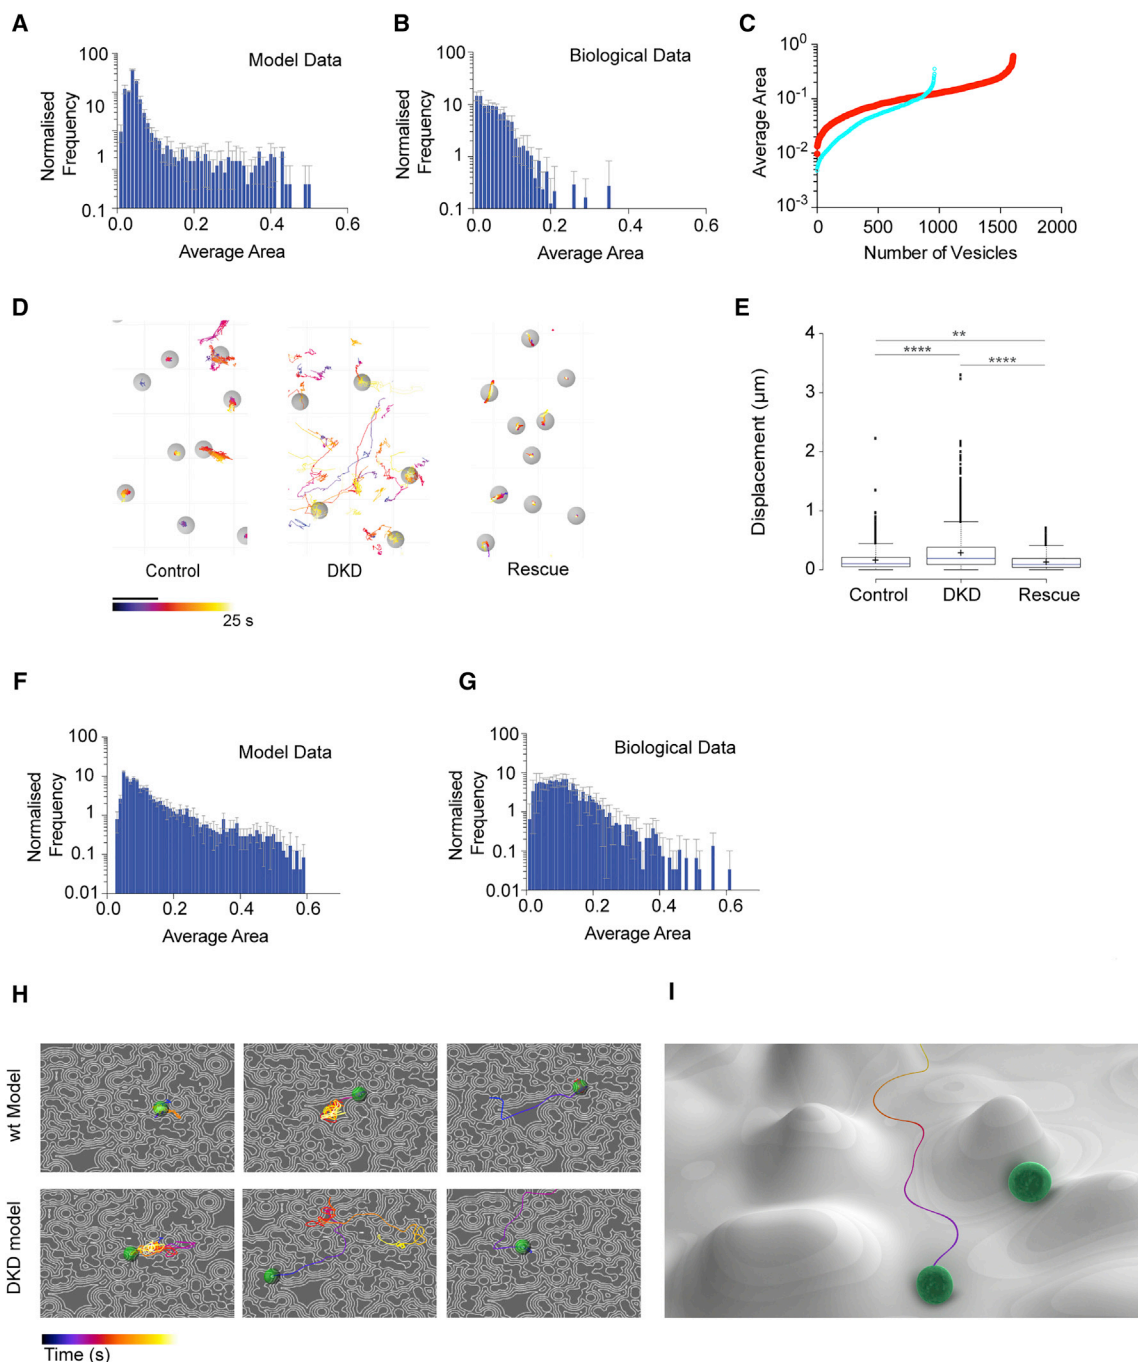 A
Model Data
Normalised
Frequency
100
10
1
0.1
0.0
0.2
0.4
0.6
Average Area
B
Biological Data
Normalised
Frequency
100
10
1
0.1
0.0
0.2
0.4
0.6
Average Area
C
Average Area
10⁰
10⁻¹
10⁻²
10⁻³
0
500
1000
1500
2000
Number of Vesicles
D
Control
DKD
Rescue
25 s
E
Displacement (µm)
4
3
2
1
0
**
****
****
Control
DKD
Rescue
F
Model Data
Normalised
Frequency
100
10
1
0.1
0.01
0.0
0.2
0.4
0.6
Average Area
G
Biological Data
Normalised
Frequency
100
10
1
0.1
0.01
0.0
0.2
0.4
0.6
Average Area
H
wt Model
DKD model
Time (s)
I